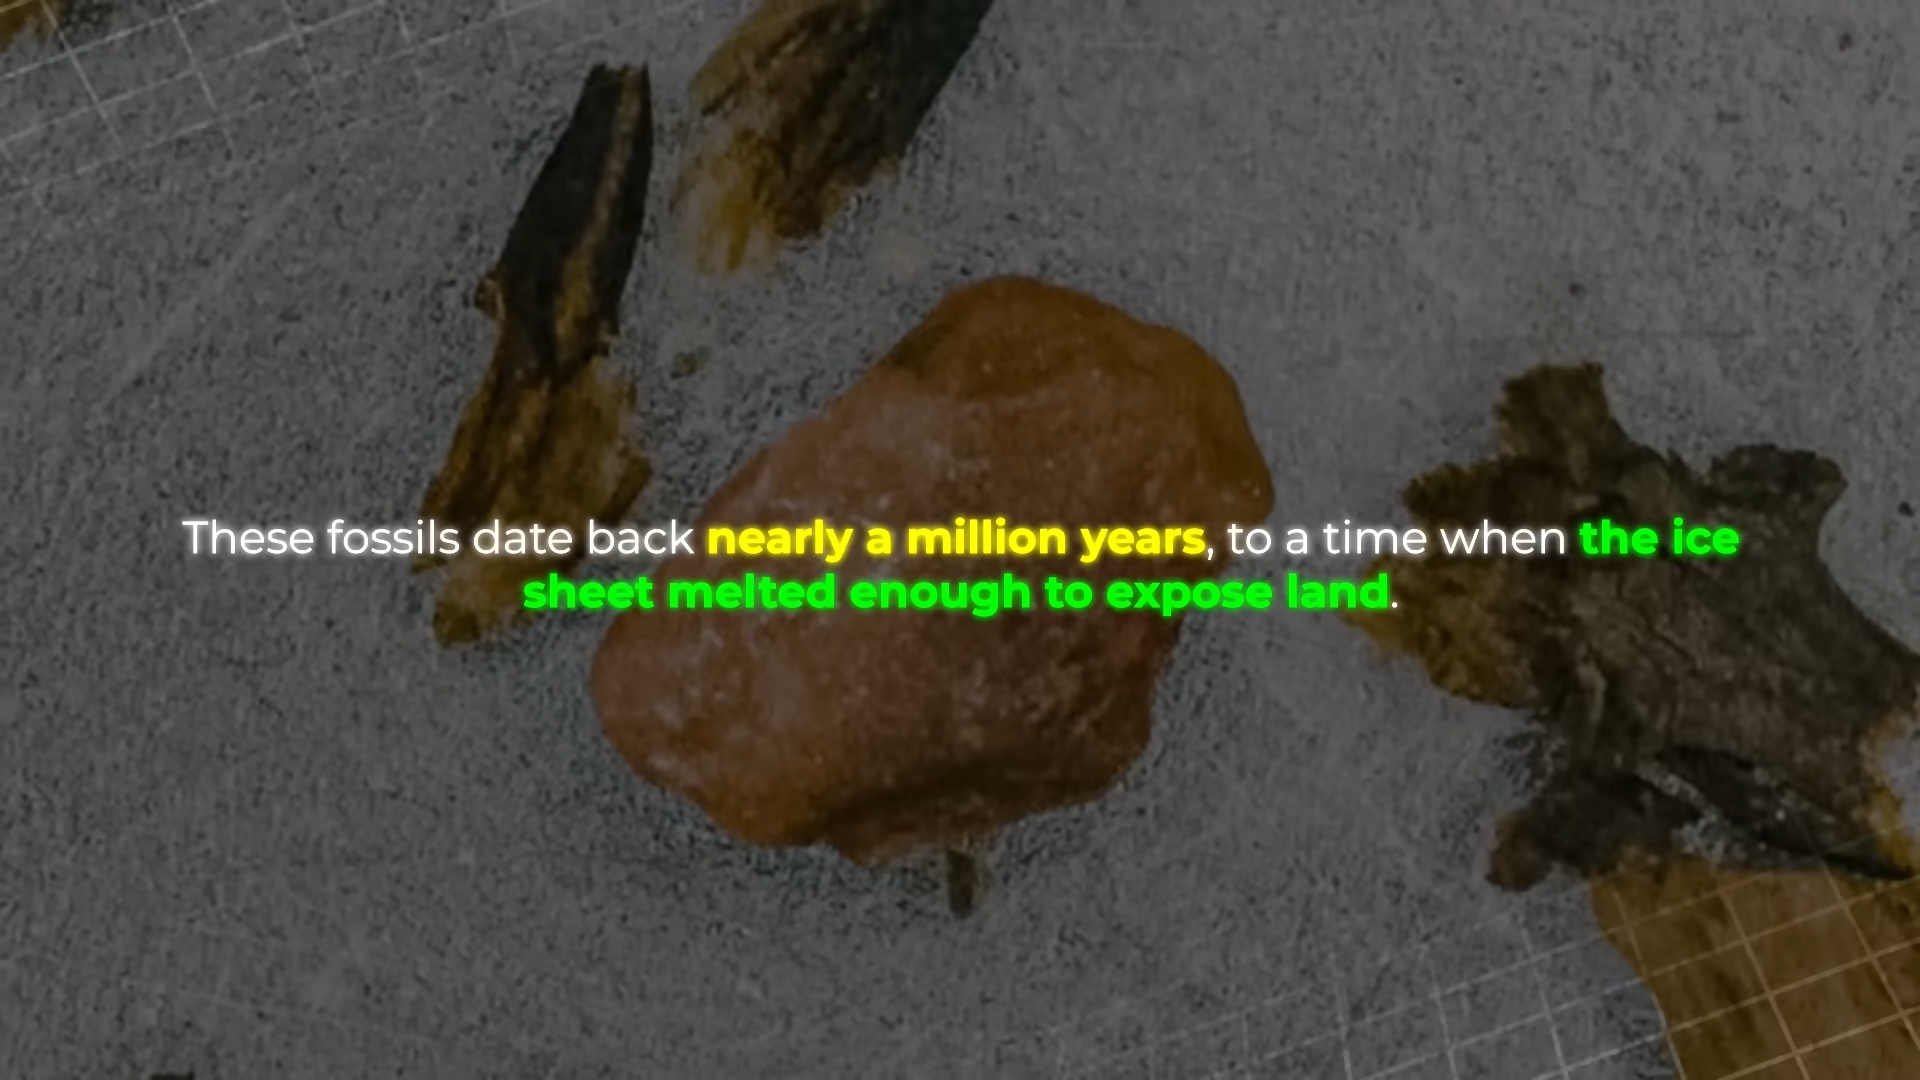 These fossils date back nearly a million years, to a time when the ice
sheet melted enough to expose land.